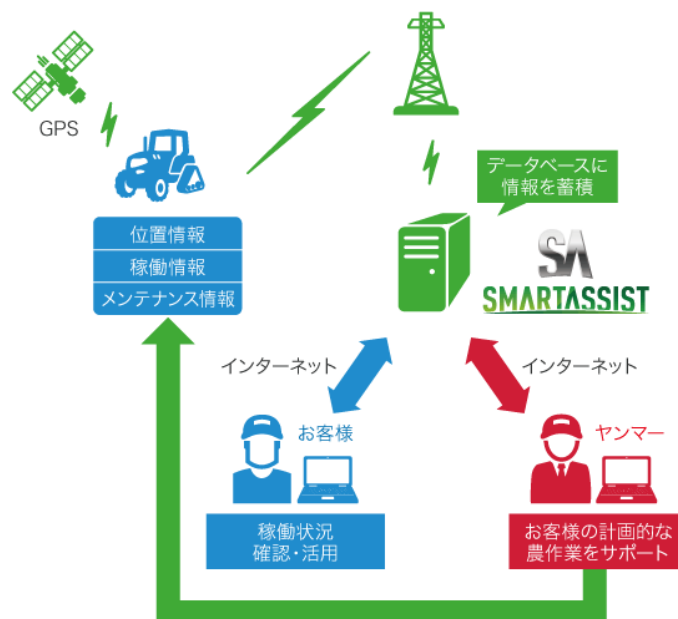 GPS
データベースに
情報を蓄積
位置情報
稼働情報
メンテナンス情報
SA
SMARTASSIST
インターネット
インターネット
お客様
ヤンマー
稼働状況
確認・活用
お客様の計画的な
農作業をサポート